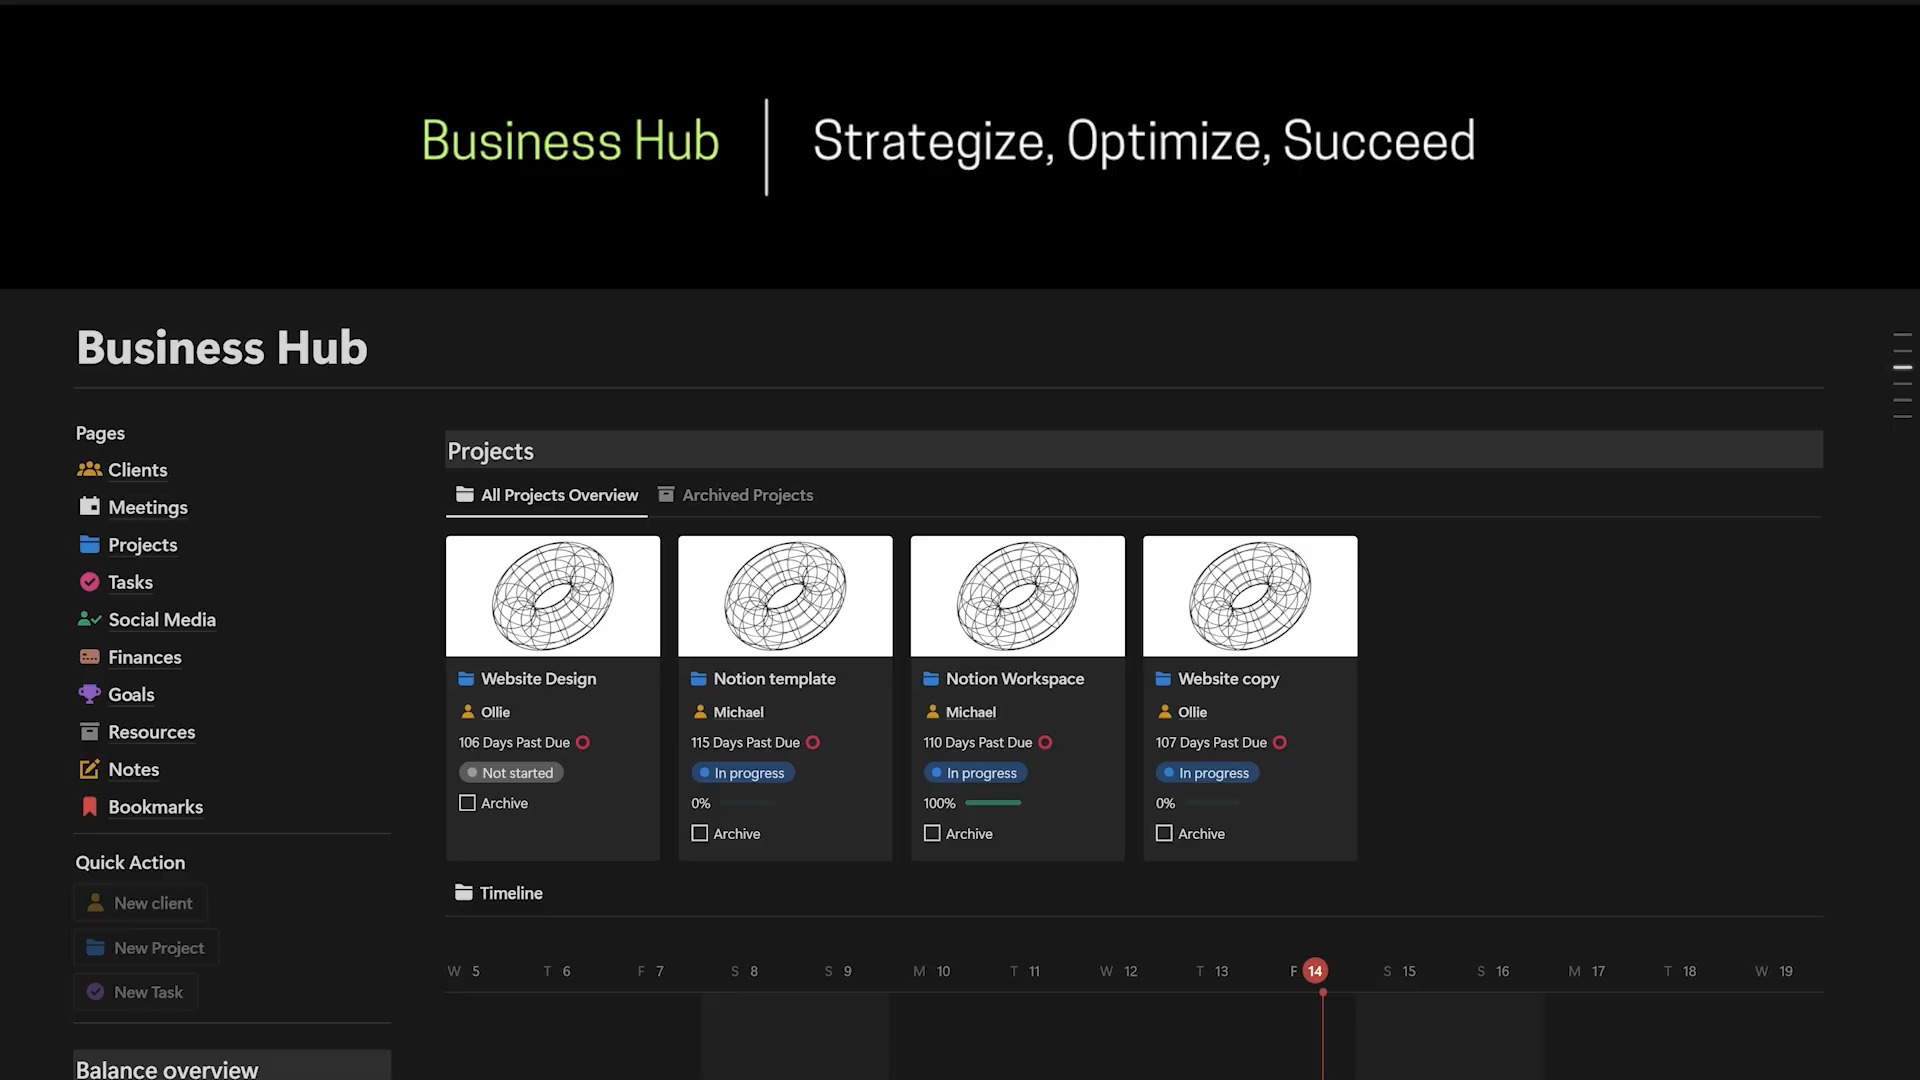 Business Hub
Strategize, Optimize, Succeed
Business Hub
Pages
Clients
Meetings
Projects
Tasks
Social Media
Finances
Goals
Resources
Notes
Bookmarks
Quick Action
New client
New Project
New Task
Balance overview
Projects
All Projects Overview
Archived Projects
Website Design
Ollie
106 Days Past Due
Not started
Archive
Notion template
Michael
115 Days Past Due
In progress
0%
Archive
Notion Workspace
Michael
110 Days Past Due
In progress
100%
Archive
Website copy
Ollie
107 Days Past Due
In progress
0%
Archive
Timeline
W 5 T 6 F 7 S 8 S 9 M 10 T 11 W 12 T 13 F 14 S 15 S 16 M 17 T 18 W 19